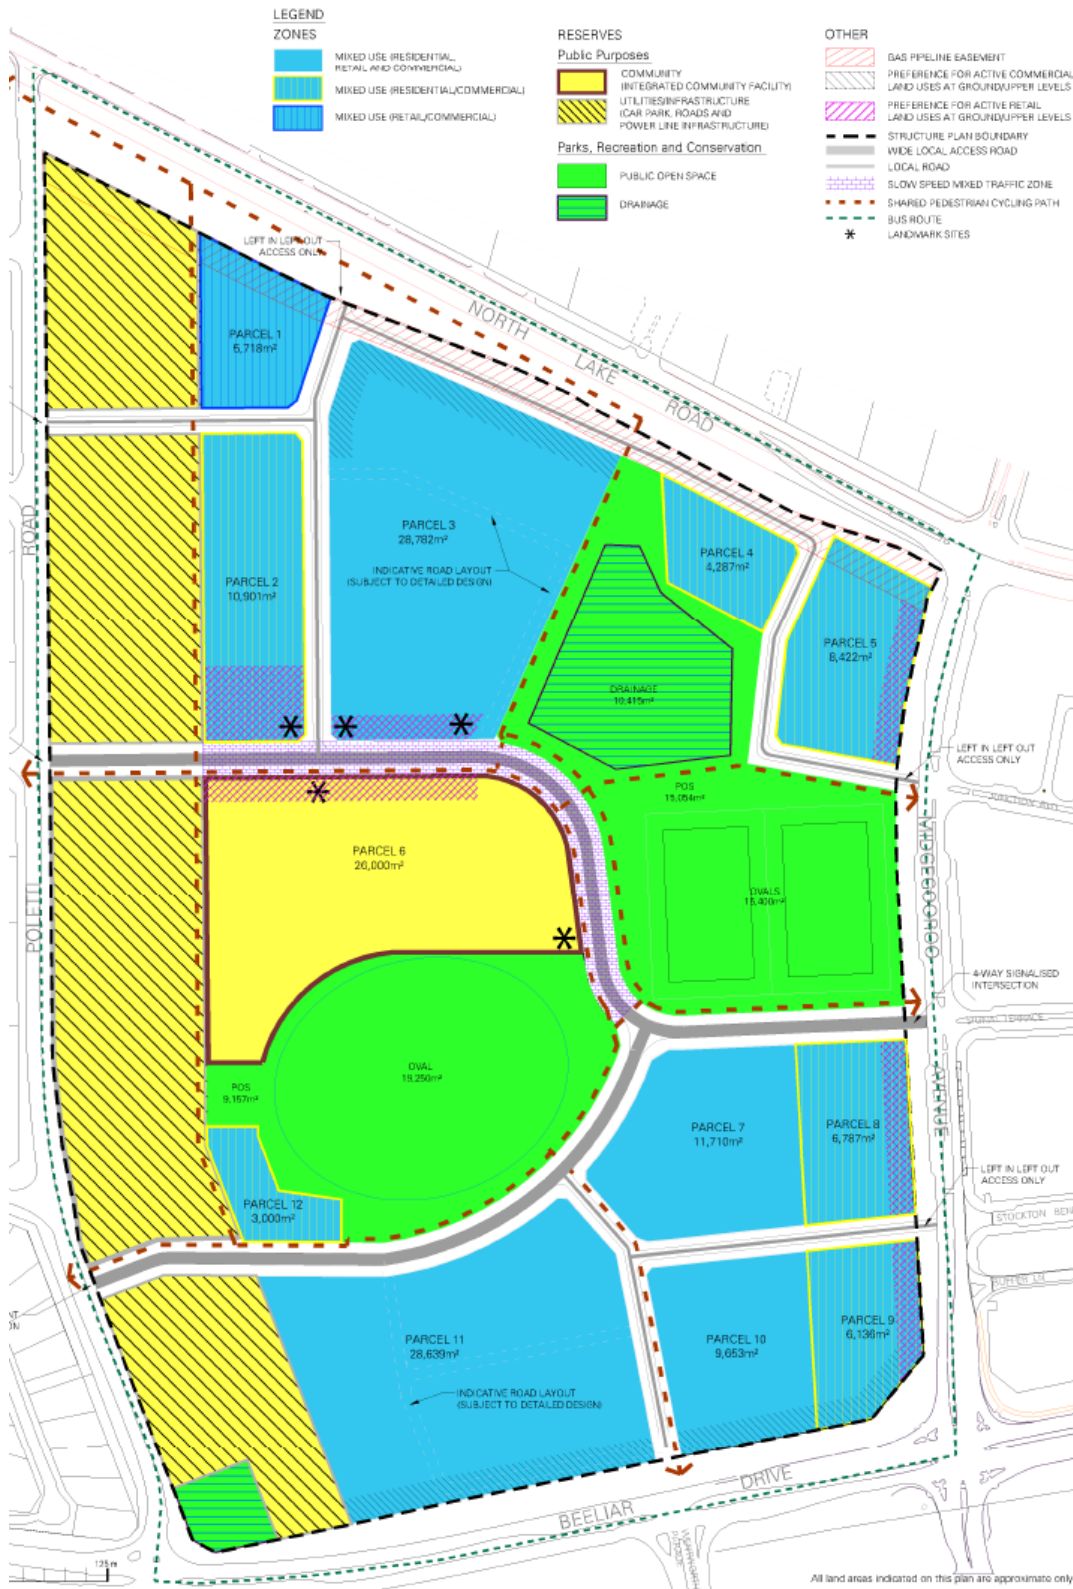 LEGEND
ZONES
MIXED USE (RESIDENTIAL,
RETAIL AND COMMERCIAL)
MIXED USE (RESIDENTIAL/COMMERCIAL)
MIXED USE (RETAIL/COMMERCIAL)
RESERVES
Public Purposes
COMMUNITY
(INTEGRATED COMMUNITY FACILITY)
UTILITIES/INFRASTRUCTURE
(CAR PARK, ROADS AND
POWER LINE INFRASTRUCTURE)
Parks, Recreation and Conservation
PUBLIC OPEN SPACE
DRAINAGE
OTHER
GAS PIPELINE EASEMENT
PREFERENCE FOR ACTIVE COMMERCIAL
LAND USES AT GROUND/UPPER LEVELS
PREFERENCE FOR ACTIVE RETAIL
LAND USES AT GROUND/UPPER LEVELS
STRUCTURE PLAN BOUNDARY
WIDE LOCAL ACCESS ROAD
LOCAL ROAD
SLOW SPEED MIXED TRAFFIC ZONE
SHARED PEDESTRIAN CYCLING PATH
BUS ROUTE
LANDMARK SITES
LEFT IN LEFT OUT
ACCESS ONLY
NORTH LAKE ROAD
PARCEL 1
5,718m²
PARCEL 3
28,782m²
INDICATIVE ROAD LAYOUT
(SUBJECT TO DETAILED DESIGN)
PARCEL 2
10,901m²
PARCEL 4
4,287m²
PARCEL 5
8,422m²
DRAINAGE
10,415m²
LEFT IN LEFT OUT
ACCESS ONLY
POS
15,054m²
JUNCTION AVE
PARCEL 6
26,000m²
OVALS
15,400m²
POLETTI ROAD
MIDGEGOOROO AVENUE
4-WAY SIGNALISED
INTERSECTION
SIGNAL TERRACE
OVAL
19,250m²
POS
9,157m²
PARCEL 7
11,710m²
PARCEL 8
6,787m²
LEFT IN LEFT OUT
ACCESS ONLY
PARCEL 12
3,000m²
STOCKTON BEN
PARCEL 9
6,136m²
PARCEL 11
28,639m²
PARCEL 10
9,653m²
INDICATIVE ROAD LAYOUT
(SUBJECT TO DETAILED DESIGN)
BEELIAR DRIVE
125m
All land areas indicated on this plan are approximate only